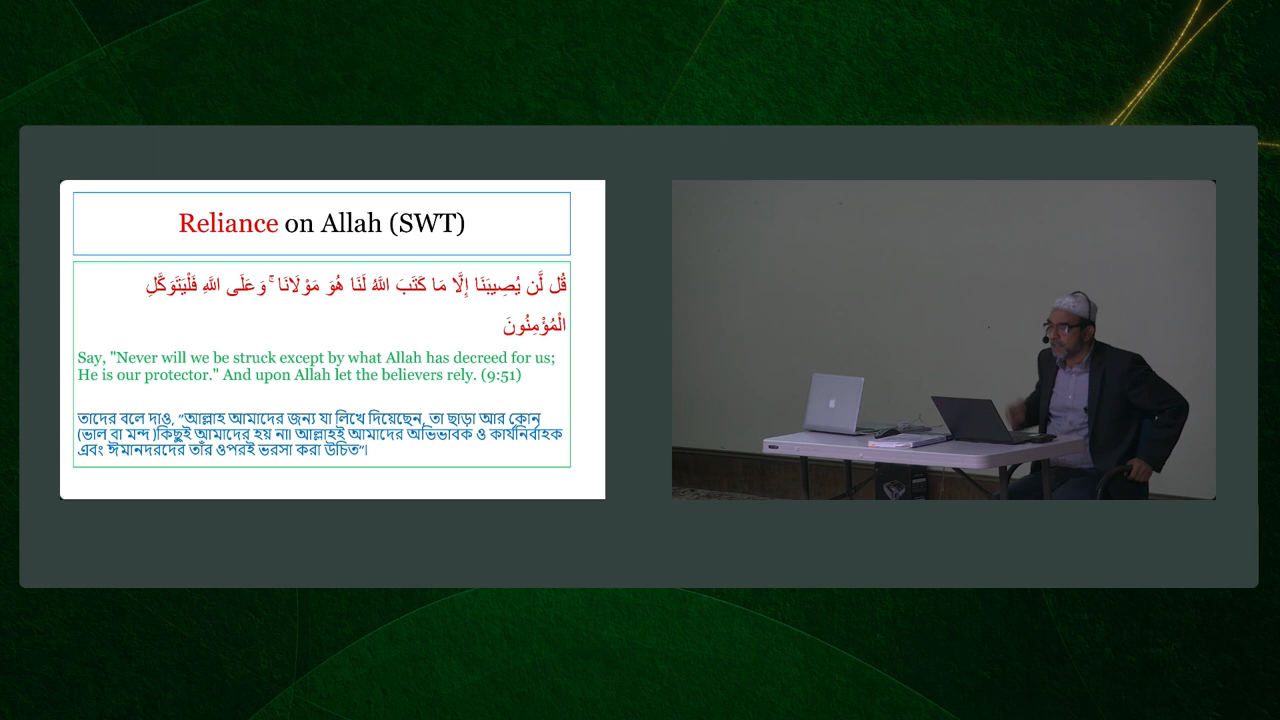 Reliance on Allah (SWT)
قُل لَّن يُصِيبَنَا إِلَّا مَا كَتَبَ اللَّهُ لَنَا هُوَ مَوْلَانَا ۚ وَعَلَى اللَّهِ فَلْيَتَوَكَّلِ
الْمُؤْمِنُونَ
Say, "Never will we be struck except by what Allah has decreed for us;
He is our protector." And upon Allah let the believers rely. (9:51)
তাদের বলে দাও, “আল্লাহ আমাদের জন্য যা লিখে দিয়েছেন, তা ছাড়া আর কোন
(ভাল বা মন্দ )কিছুই আমাদের হয় না৷ আল্লাহই আমাদের অভিভাবক ও কার্যনির্বাহক
এবং ঈমানদরদের তাঁর ওপরই ভরসা করা উচিত”৷